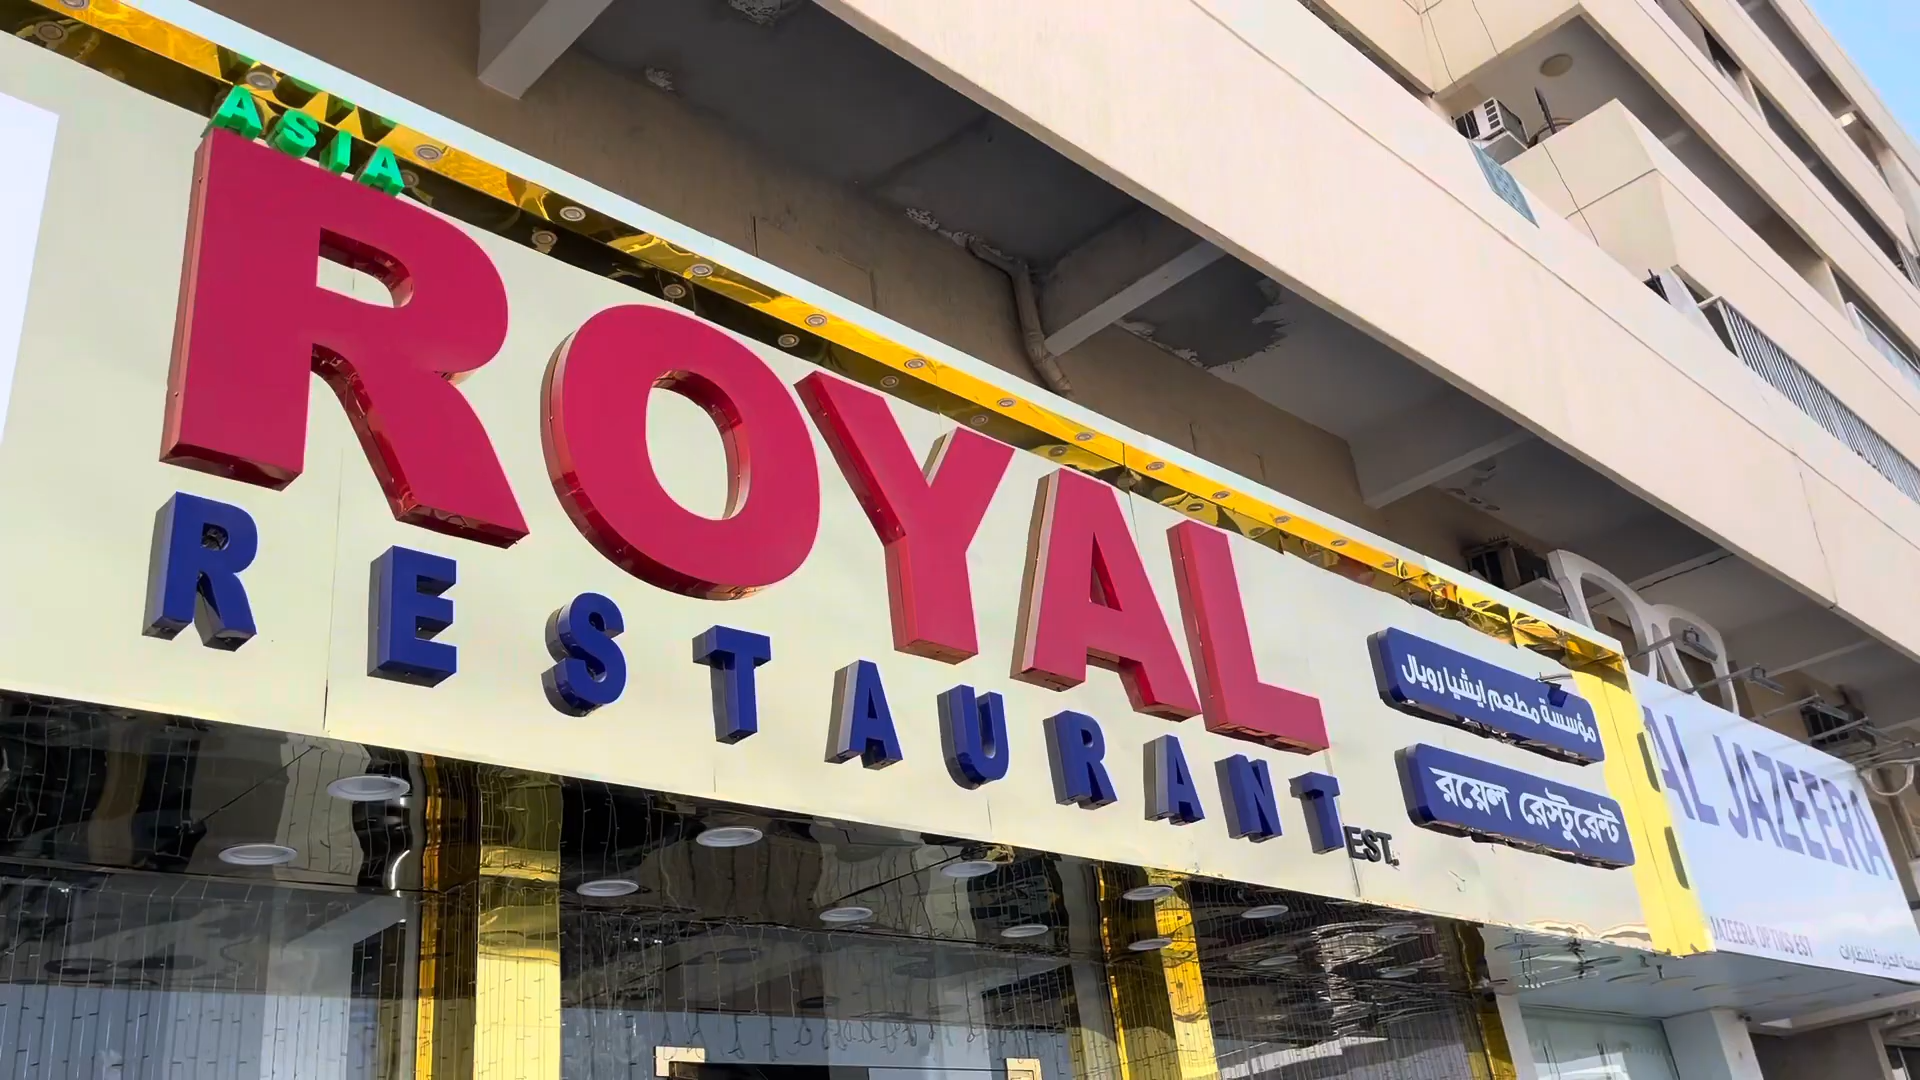 ASIA
ROYAL
RESTAURANT EST.
مؤسسة مطعم ايشيا رويال
রয়েল রেস্টুরেন্ট
AL JAZEERA
JAZEERA OPTICS EST